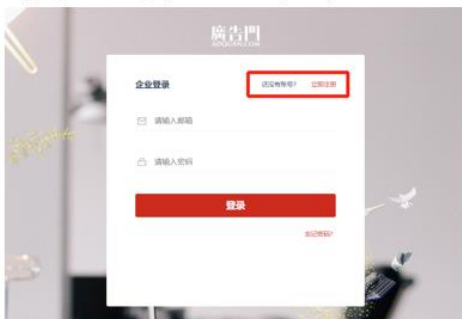 廣告門
ADQUAN.COM
企业登录
还没有账号? 立即注册
请输入邮箱
请输入密码
登录
忘记密码?